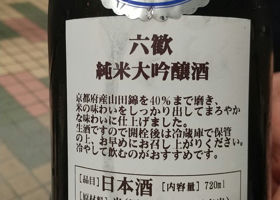 六歓
純米大吟醸酒
京都府産山田錦を40%まで磨き、
米の味わいをしっかり出してまろやか
な味わいに仕上げました。
生酒ですので開栓後は冷蔵庫で保管
の上、お早めにお召し上がりください。
冷やして飲むのがおすすめです。
【品目】日本酒【内容量】720ml